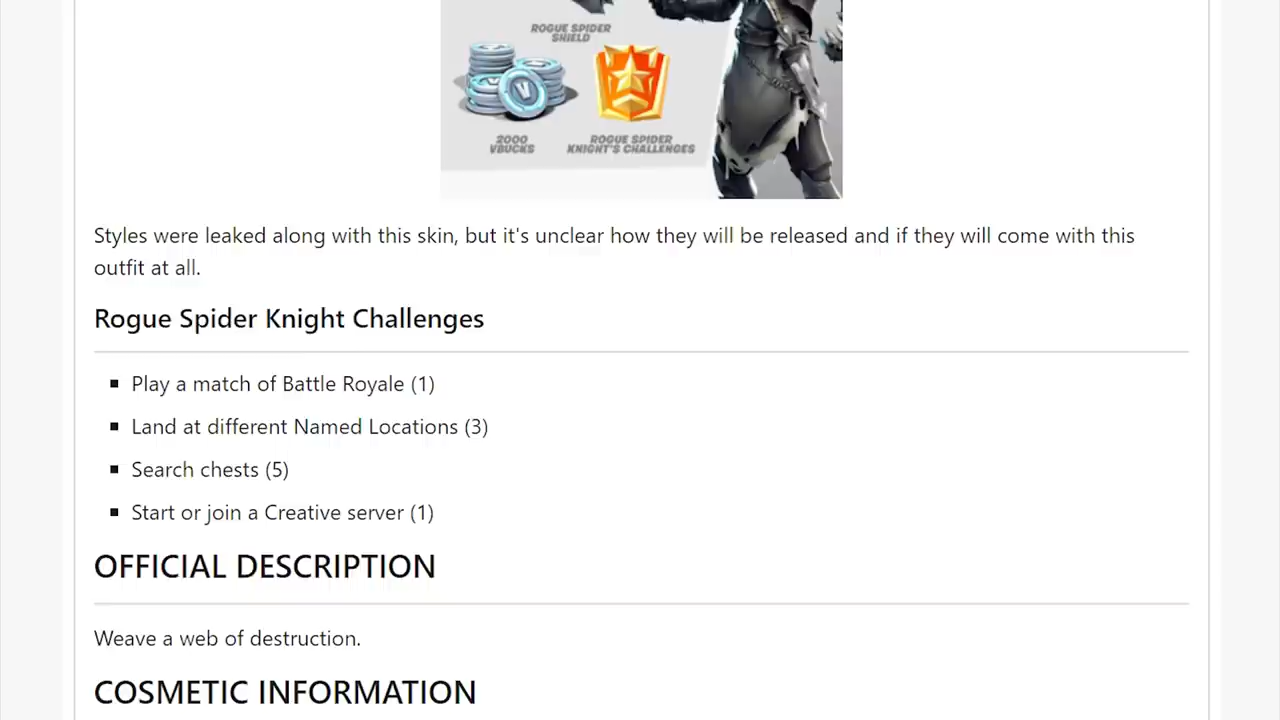 ROGUE SPIDER
SHIELD
2000
VBUCKS
ROGUE SPIDER
KNIGHT'S CHALLENGES
Styles were leaked along with this skin, but it's unclear how they will be released and if they will come with this
outfit at all.
Rogue Spider Knight Challenges
Play a match of Battle Royale (1)
Land at different Named Locations (3)
Search chests (5)
Start or join a Creative server (1)
OFFICIAL DESCRIPTION
Weave a web of destruction.
COSMETIC INFORMATION